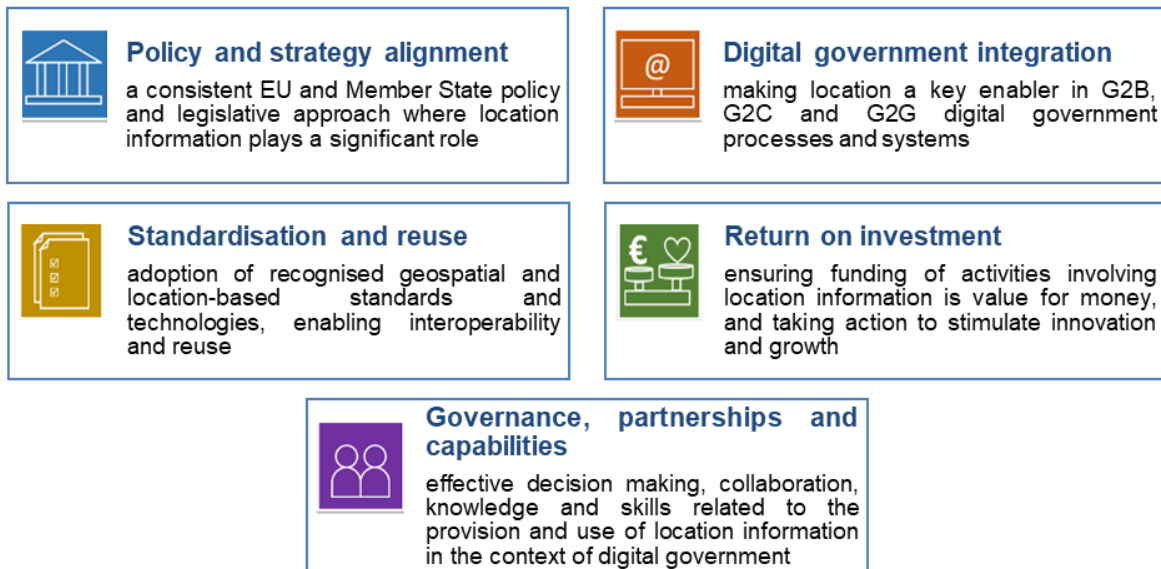 Policy and strategy alignment
a consistent EU and Member State policy
and legislative approach where location
information plays a significant role
@
Digital government integration
making location a key enabler in G2B,
G2C and G2G digital government
processes and systems
Standardisation and reuse
adoption of recognised geospatial and
location-based standards and
technologies, enabling interoperability
and reuse
€
Return on investment
ensuring funding of activities involving
location information is value for money,
and taking action to stimulate innovation
and growth
Governance, partnerships and
capabilities
effective decision making, collaboration,
knowledge and skills related to the
provision and use of location information
in the context of digital government